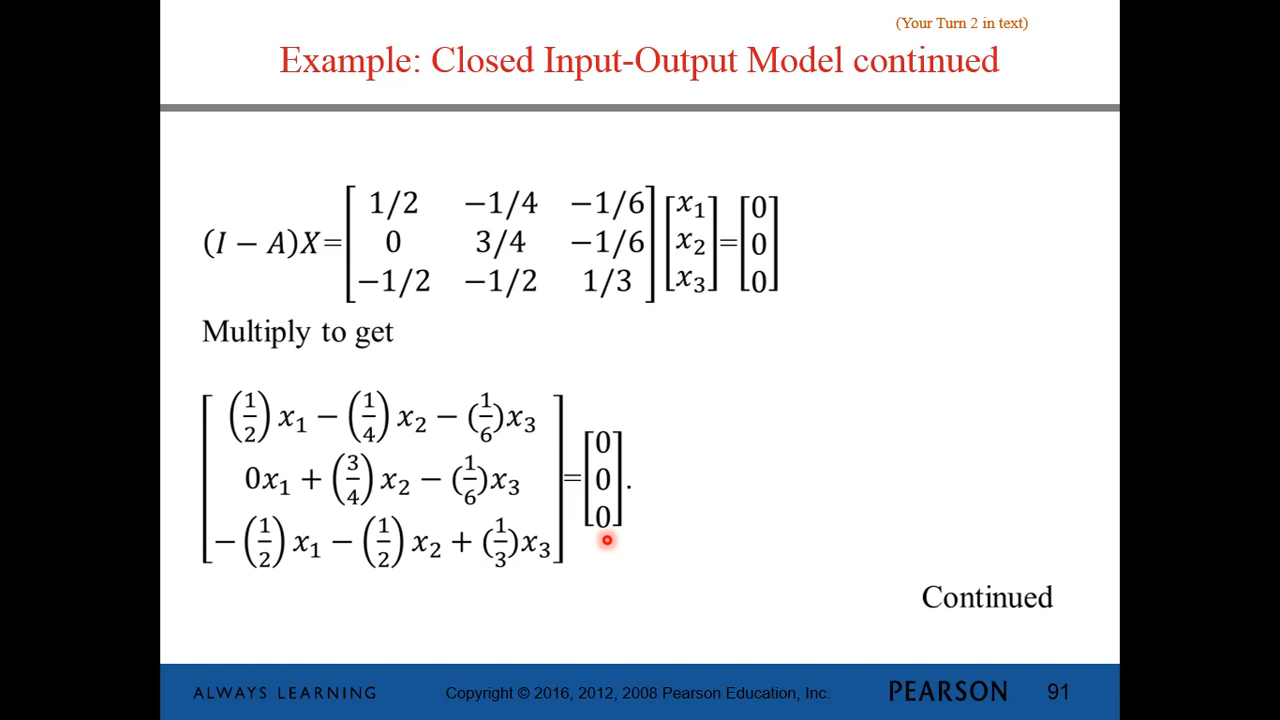 (Your Turn 2 in text)
Example: Closed Input-Output Model continued
(I − A)X=[1/2 −1/4 −1/6; 0 3/4 −1/6; −1/2 −1/2 1/3][x₁; x₂; x₃]=[0; 0; 0]
Multiply to get
[(1/2)x₁ − (1/4)x₂ − (1/6)x₃; 0x₁ + (3/4)x₂ − (1/6)x₃; −(1/2)x₁ − (1/2)x₂ + (1/3)x₃]=[0; 0; 0].
Continued
ALWAYS LEARNING Copyright © 2016, 2012, 2008 Pearson Education, Inc. PEARSON 91